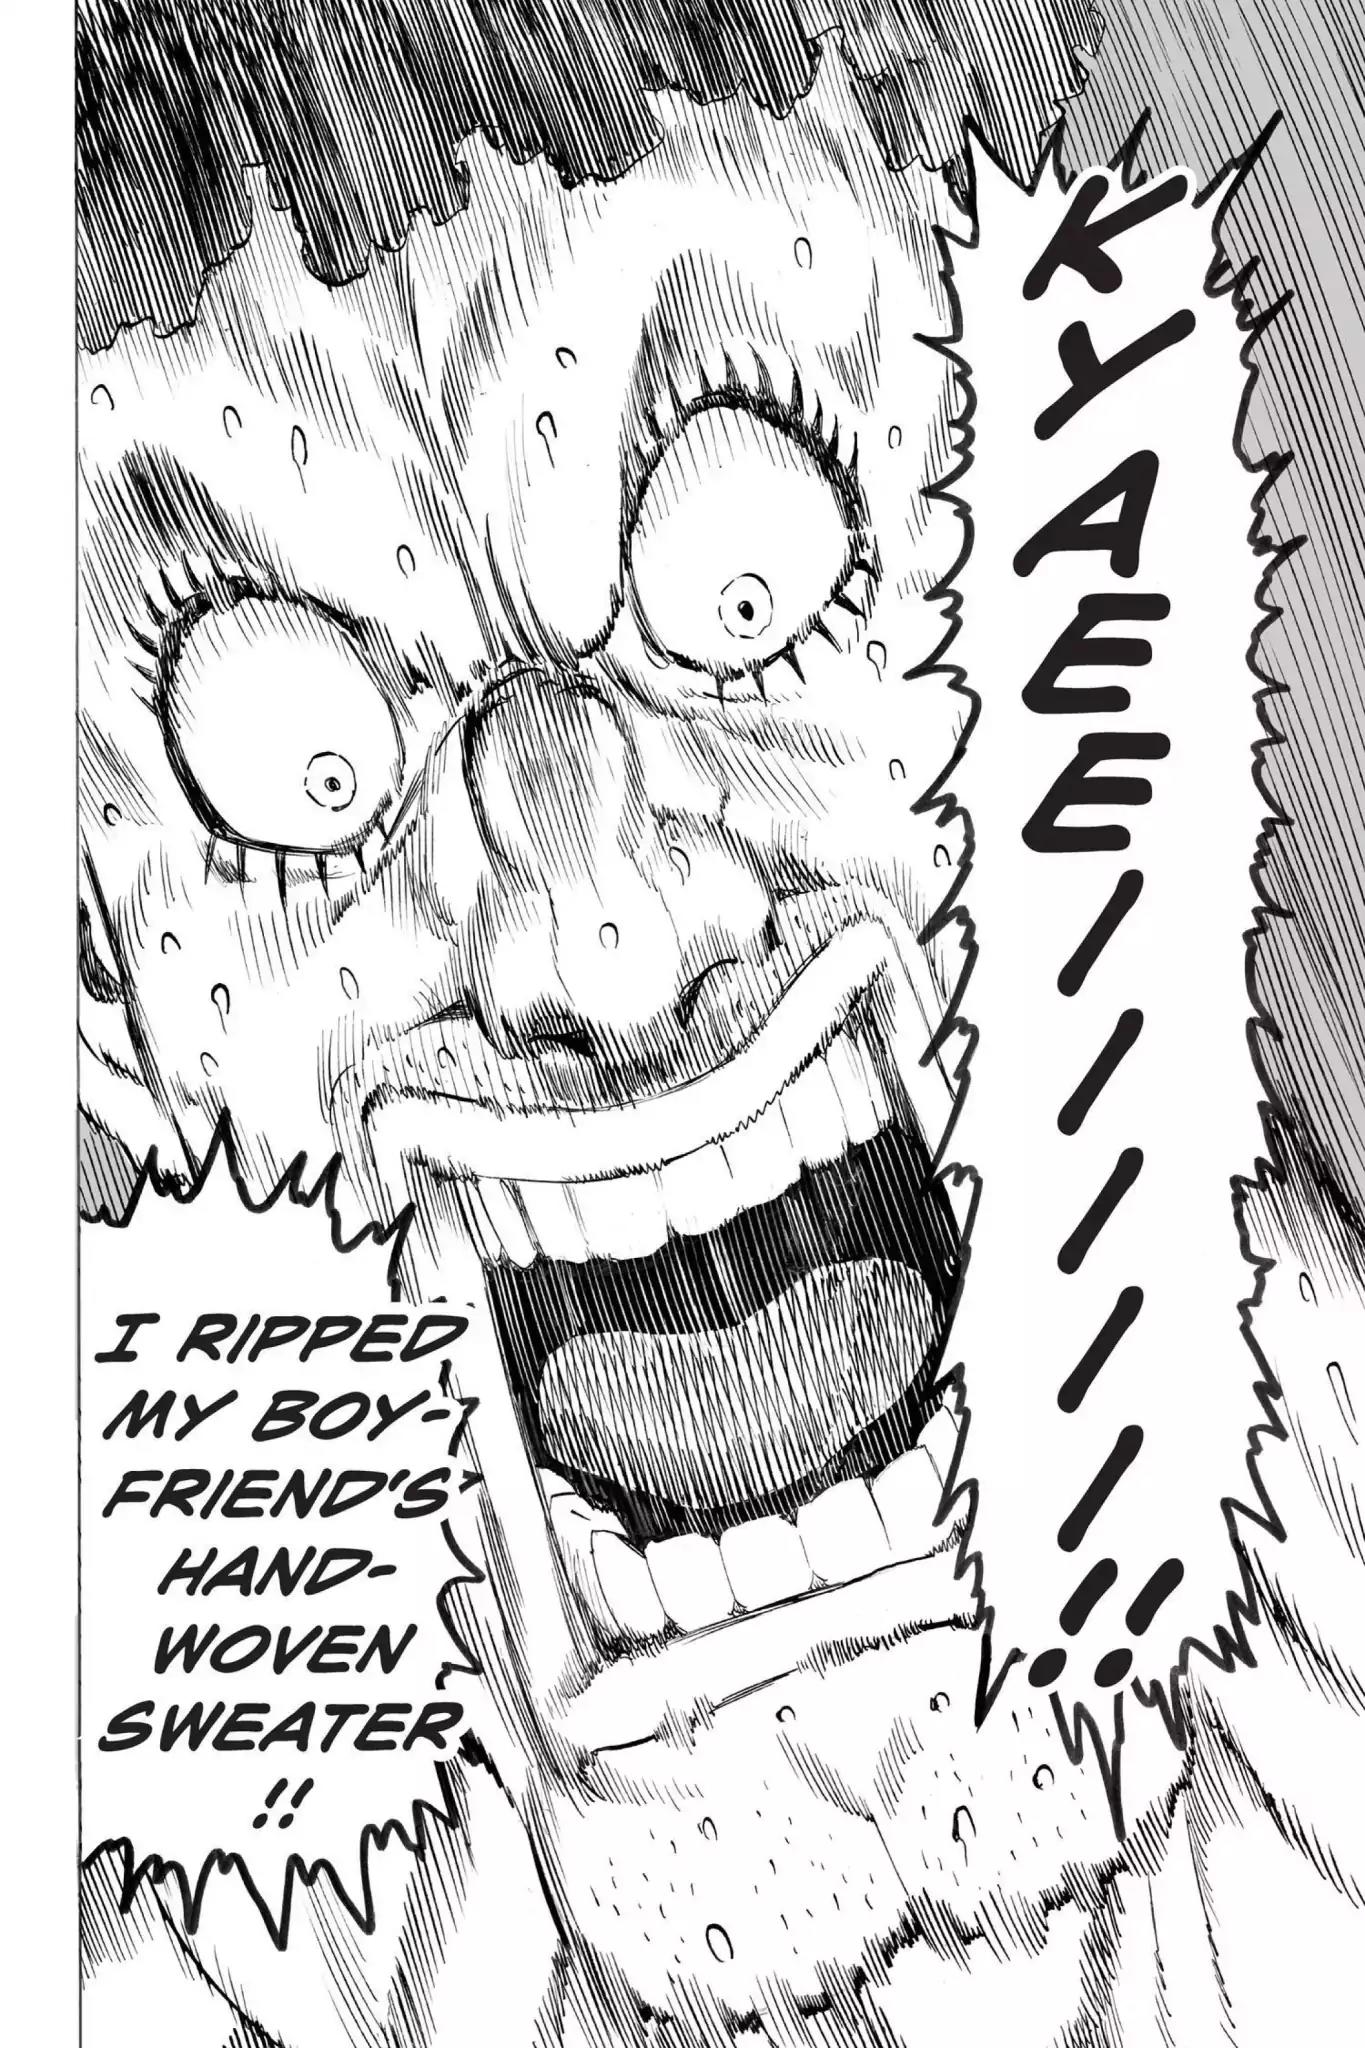 KYAEE/////!!
I RIPPED
MY BOY-
FRIEND'S
HAND-
WOVEN
SWEATER
!!